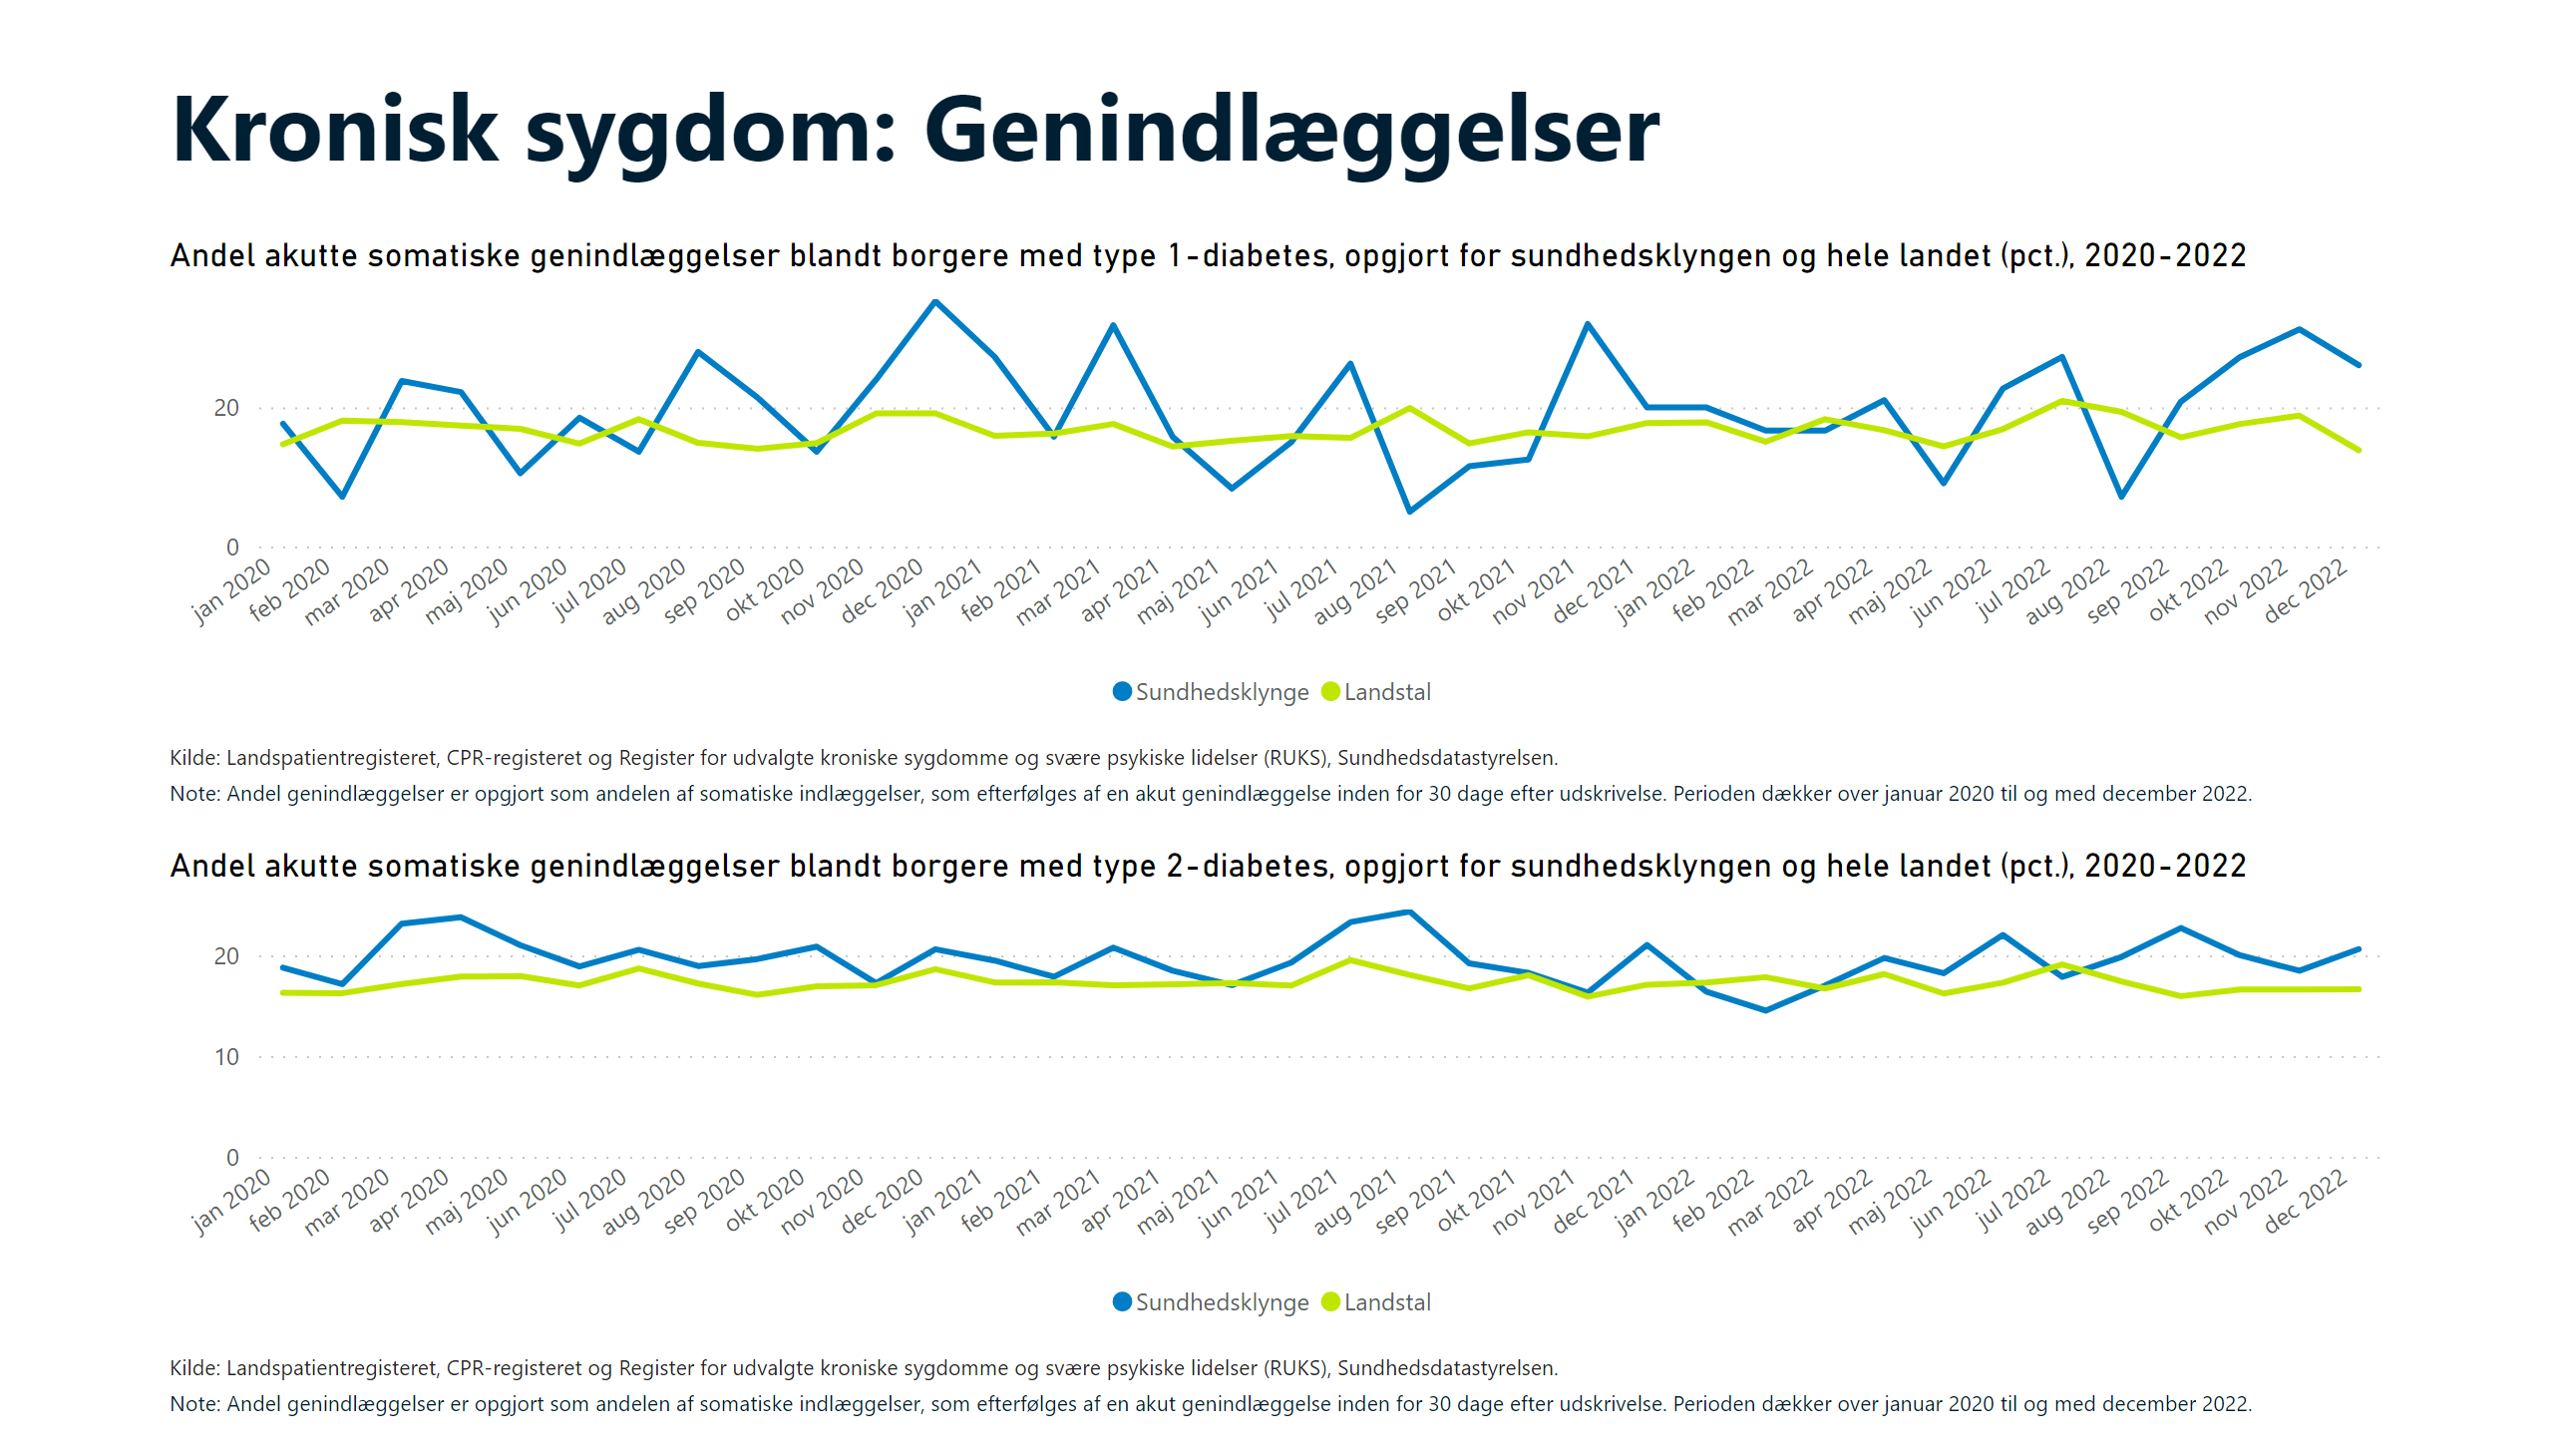 Kronisk sygdom: Genindlæggelser
Andel akutte somatiske genindlæggelser blandt borgere med type 1-diabetes, opgjort for sundhedsklyngen og hele landet (pct.), 2020-2022
20
0
jan 2020
feb 2020
mar 2020
apr 2020
maj 2020
jun 2020
jul 2020
aug 2020
sep 2020
okt 2020
nov 2020
dec 2020
jan 2021
feb 2021
mar 2021
apr 2021
maj 2021
jun 2021
jul 2021
aug 2021
sep 2021
okt 2021
nov 2021
dec 2021
jan 2022
feb 2022
mar 2022
apr 2022
maj 2022
jun 2022
jul 2022
aug 2022
sep 2022
okt 2022
nov 2022
dec 2022
Sundhedsklynge Landstal
Kilde: Landspatientregisteret, CPR-registeret og Register for udvalgte kroniske sygdomme og svære psykiske lidelser (RUKS), Sundhedsdatastyrelsen.
Note: Andel genindlæggelser er opgjort som andelen af somatiske indlæggelser, som efterfølges af en akut genindlæggelse inden for 30 dage efter udskrivelse. Perioden dækker over januar 2020 til og med december 2022.
Andel akutte somatiske genindlæggelser blandt borgere med type 2-diabetes, opgjort for sundhedsklyngen og hele landet (pct.), 2020-2022
20
10
0
jan 2020
feb 2020
mar 2020
apr 2020
maj 2020
jun 2020
jul 2020
aug 2020
sep 2020
okt 2020
nov 2020
dec 2020
jan 2021
feb 2021
mar 2021
apr 2021
maj 2021
jun 2021
jul 2021
aug 2021
sep 2021
okt 2021
nov 2021
dec 2021
jan 2022
feb 2022
mar 2022
apr 2022
maj 2022
jun 2022
jul 2022
aug 2022
sep 2022
okt 2022
nov 2022
dec 2022
Sundhedsklynge Landstal
Kilde: Landspatientregisteret, CPR-registeret og Register for udvalgte kroniske sygdomme og svære psykiske lidelser (RUKS), Sundhedsdatastyrelsen.
Note: Andel genindlæggelser er opgjort som andelen af somatiske indlæggelser, som efterfølges af en akut genindlæggelse inden for 30 dage efter udskrivelse. Perioden dækker over januar 2020 til og med december 2022.